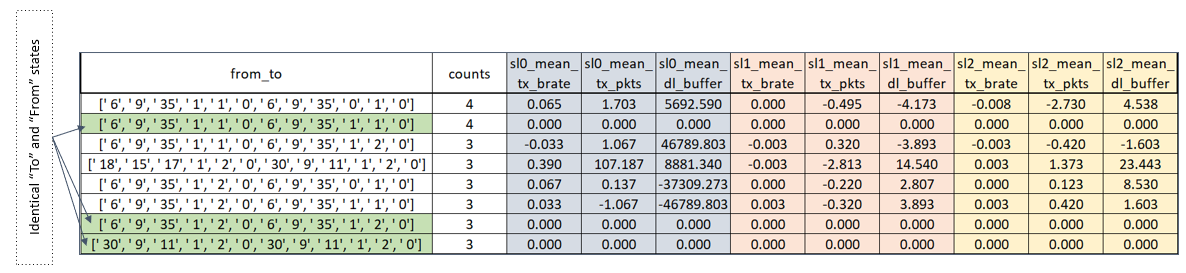 Identical "To" and "From" states
from_to counts sl0_mean_tx_brate sl0_mean_tx_pkts sl0_mean_dl_buffer sl1_mean_tx_brate sl1_mean_tx_pkts sl1_mean_dl_buffer sl2_mean_tx_brate sl2_mean_tx_pkts sl2_mean_dl_buffer
[' 6', ' 9', ' 35', ' 1', ' 1', ' 0', ' 6', ' 9', ' 35', ' 0', ' 1', ' 0'] 4 0.065 1.703 5692.590 0.000 -0.495 -4.173 -0.008 -2.730 4.538
[' 6', ' 9', ' 35', ' 1', ' 1', ' 0', ' 6', ' 9', ' 35', ' 1', ' 1', ' 0'] 4 0.000 0.000 0.000 0.000 0.000 0.000 0.000 0.000 0.000
[' 6', ' 9', ' 35', ' 1', ' 1', ' 0', ' 6', ' 9', ' 35', ' 1', ' 2', ' 0'] 3 -0.033 1.067 46789.803 -0.003 0.320 -3.893 -0.003 -0.420 -1.603
[' 18', ' 15', ' 17', ' 1', ' 2', ' 0', ' 30', ' 9', ' 11', ' 1', ' 2', ' 0'] 3 0.390 107.187 8881.340 -0.003 -2.813 14.540 0.003 1.373 23.443
[' 6', ' 9', ' 35', ' 1', ' 2', ' 0', ' 6', ' 9', ' 35', ' 0', ' 1', ' 0'] 3 0.067 0.137 -37309.273 0.000 -0.220 2.807 0.000 0.123 8.530
[' 6', ' 9', ' 35', ' 1', ' 2', ' 0', ' 6', ' 9', ' 35', ' 1', ' 1', ' 0'] 3 0.033 -1.067 -46789.803 0.003 -0.320 3.893 0.003 0.420 1.603
[' 6', ' 9', ' 35', ' 1', ' 2', ' 0', ' 6', ' 9', ' 35', ' 1', ' 2', ' 0'] 3 0.000 0.000 0.000 0.000 0.000 0.000 0.000 0.000 0.000
[' 30', ' 9', ' 11', ' 1', ' 2', ' 0', ' 30', ' 9', ' 11', ' 1', ' 2', ' 0'] 3 0.000 0.000 0.000 0.000 0.000 0.000 0.000 0.000 0.000